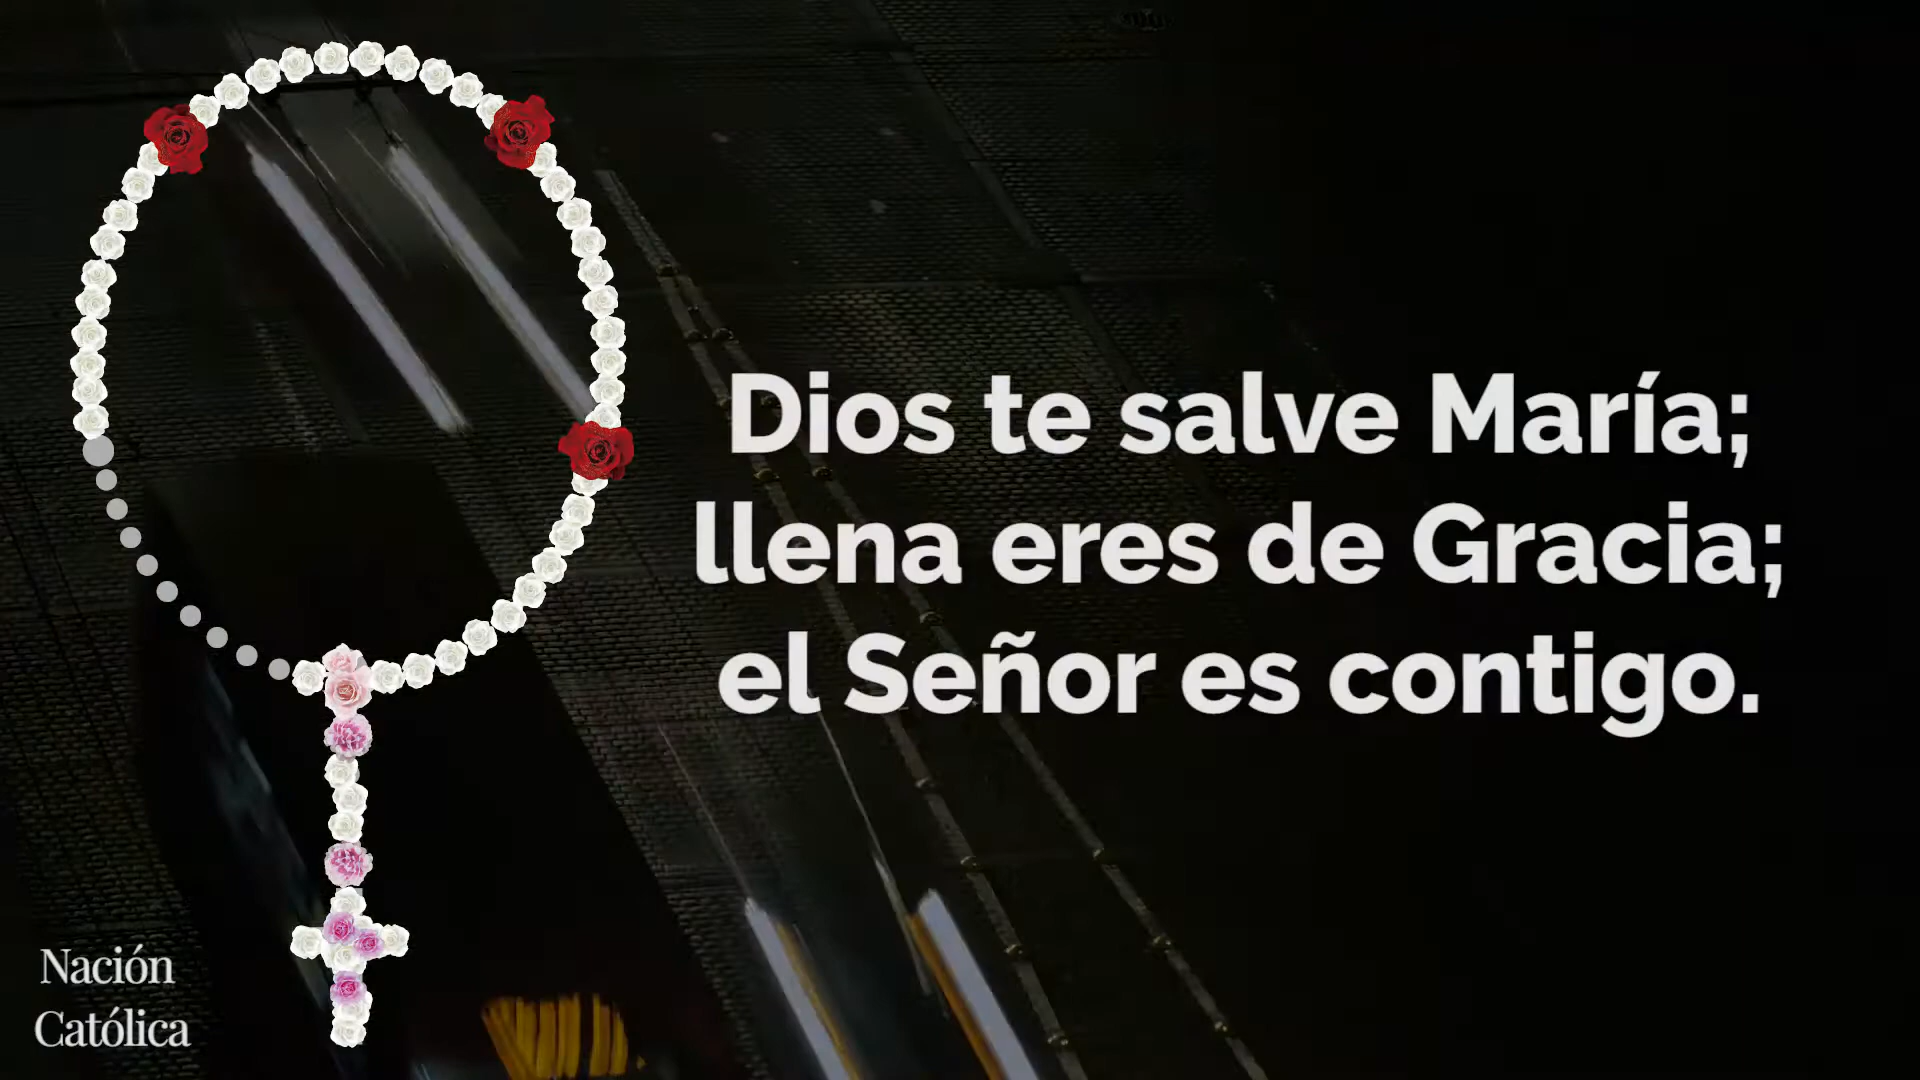 Dios te salve María;
llena eres de Gracia;
el Señor es contigo.
Nación
Católica